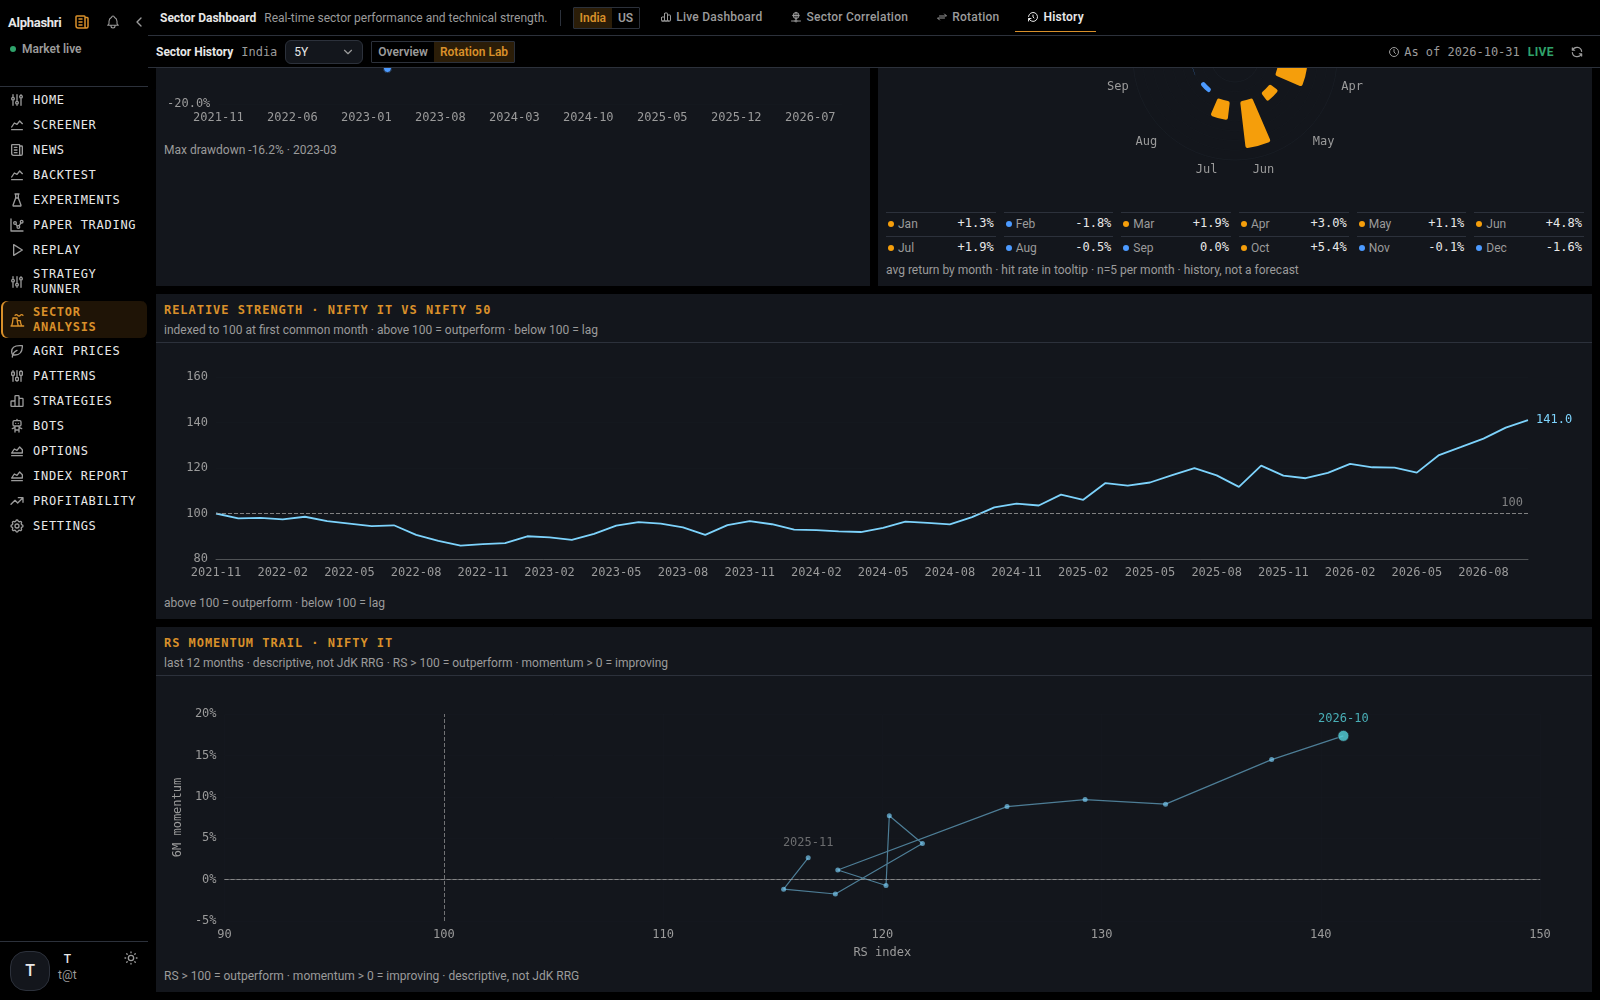 Alphashri
Market live
HOME
SCREENER
NEWS
BACKTEST
EXPERIMENTS
PAPER TRADING
REPLAY
STRATEGY
RUNNER
SECTOR
ANALYSIS
AGRI PRICES
PATTERNS
STRATEGIES
BOTS
OPTIONS
INDEX REPORT
PROFITABILITY
SETTINGS
T
T
t@t
Sector Dashboard Real-time sector performance and technical strength. India US Live Dashboard Sector Correlation Rotation History
Sector History India 5Y Overview Rotation Lab As of 2026-10-31 LIVE
-20.0%
2021-11 2022-06 2023-01 2023-08 2024-03 2024-10 2025-05 2025-12 2026-07
Max drawdown -16.2% · 2023-03
Sep Apr
Aug May
Jul Jun
Jan +1.3% Feb -1.8% Mar +1.9% Apr +3.0% May +1.1% Jun +4.8%
Jul +1.9% Aug -0.5% Sep 0.0% Oct +5.4% Nov -0.1% Dec -1.6%
avg return by month · hit rate in tooltip · n=5 per month · history, not a forecast
RELATIVE STRENGTH · NIFTY IT VS NIFTY 50
indexed to 100 at first common month · above 100 = outperform · below 100 = lag
160
140
141.0
120
100
100
80
2021-11 2022-02 2022-05 2022-08 2022-11 2023-02 2023-05 2023-08 2023-11 2024-02 2024-05 2024-08 2024-11 2025-02 2025-05 2025-08 2025-11 2026-02 2026-05 2026-08
above 100 = outperform · below 100 = lag
RS MOMENTUM TRAIL · NIFTY IT
last 12 months · descriptive, not JdK RRG · RS > 100 = outperform · momentum > 0 = improving
20%
2026-10
15%
10%
6M momentum
5%
2025-11
0%
-5%
90 100 110 120 130 140 150
RS index
RS > 100 = outperform · momentum > 0 = improving · descriptive, not JdK RRG